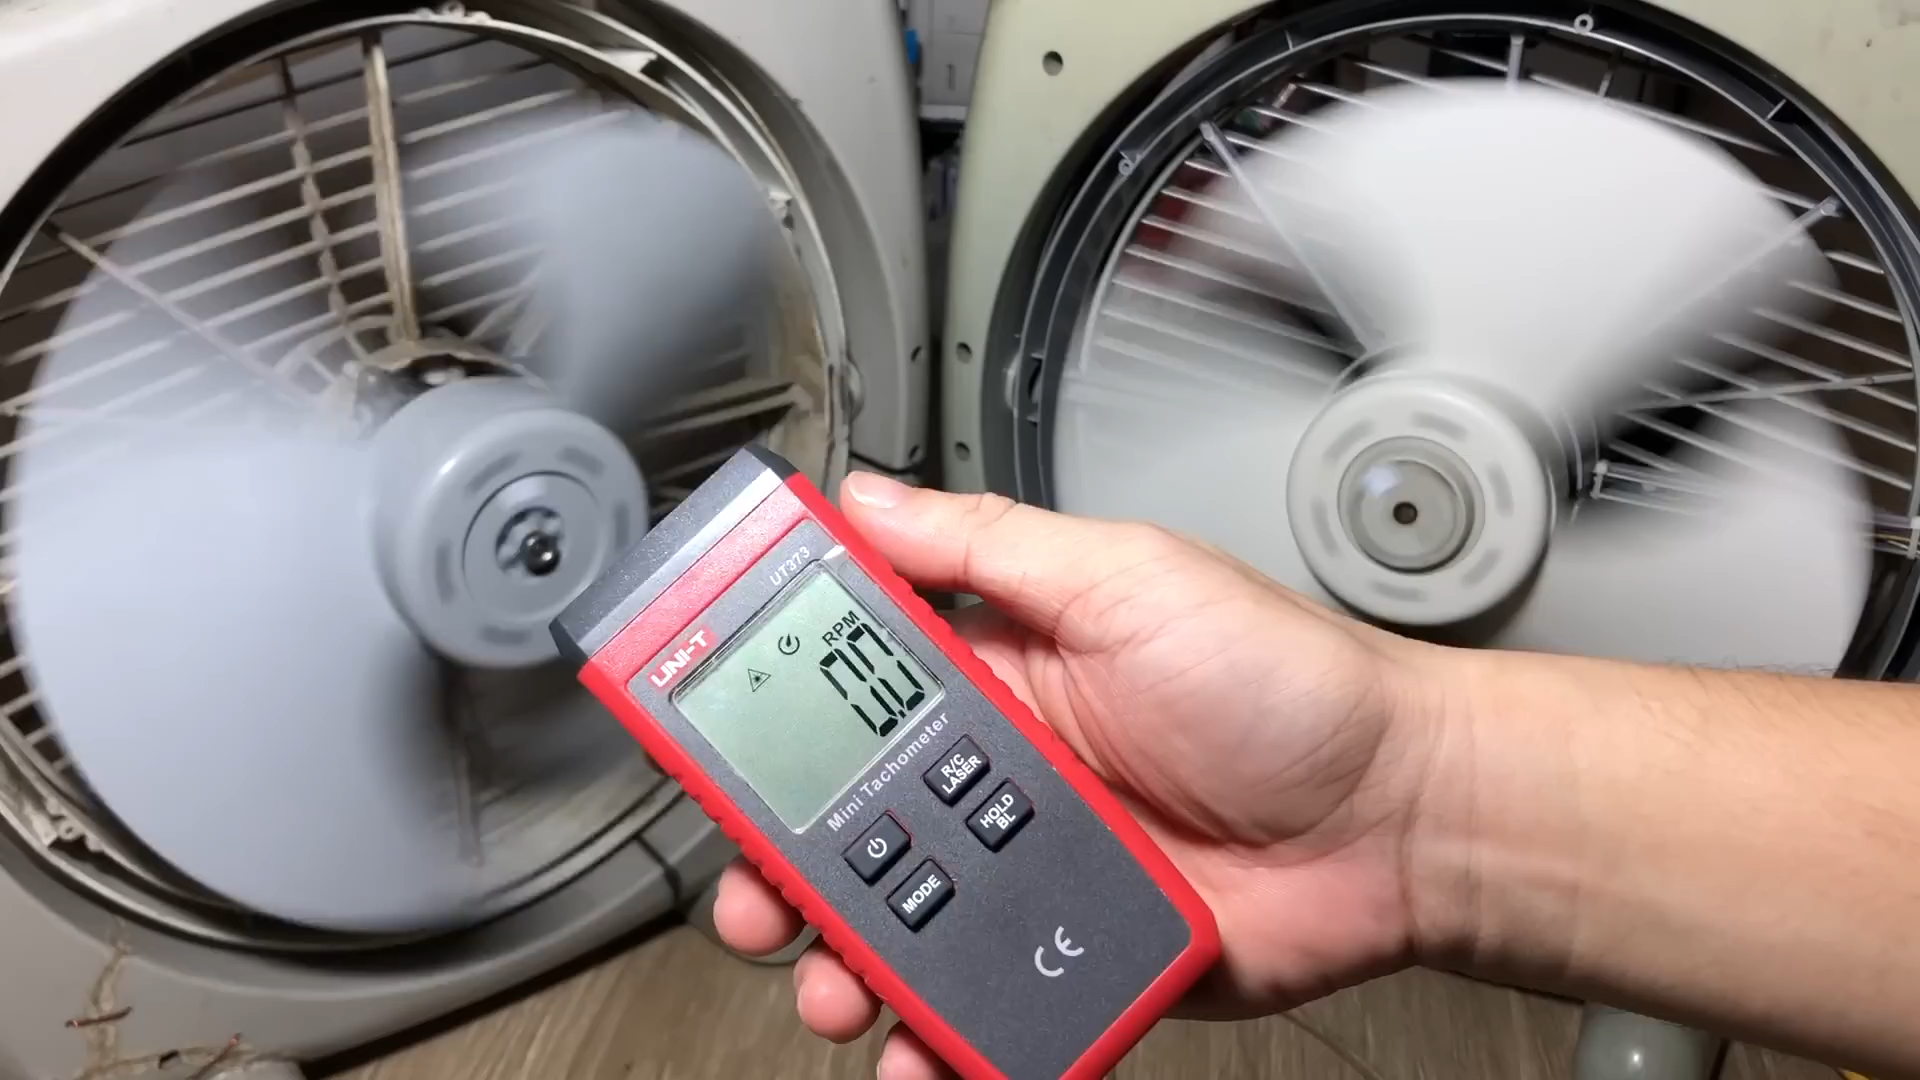 UT373
UNI-T
RPM
0.0
Mini Tachometer
R/C
LASER
HOLD
BL
MODE
CE